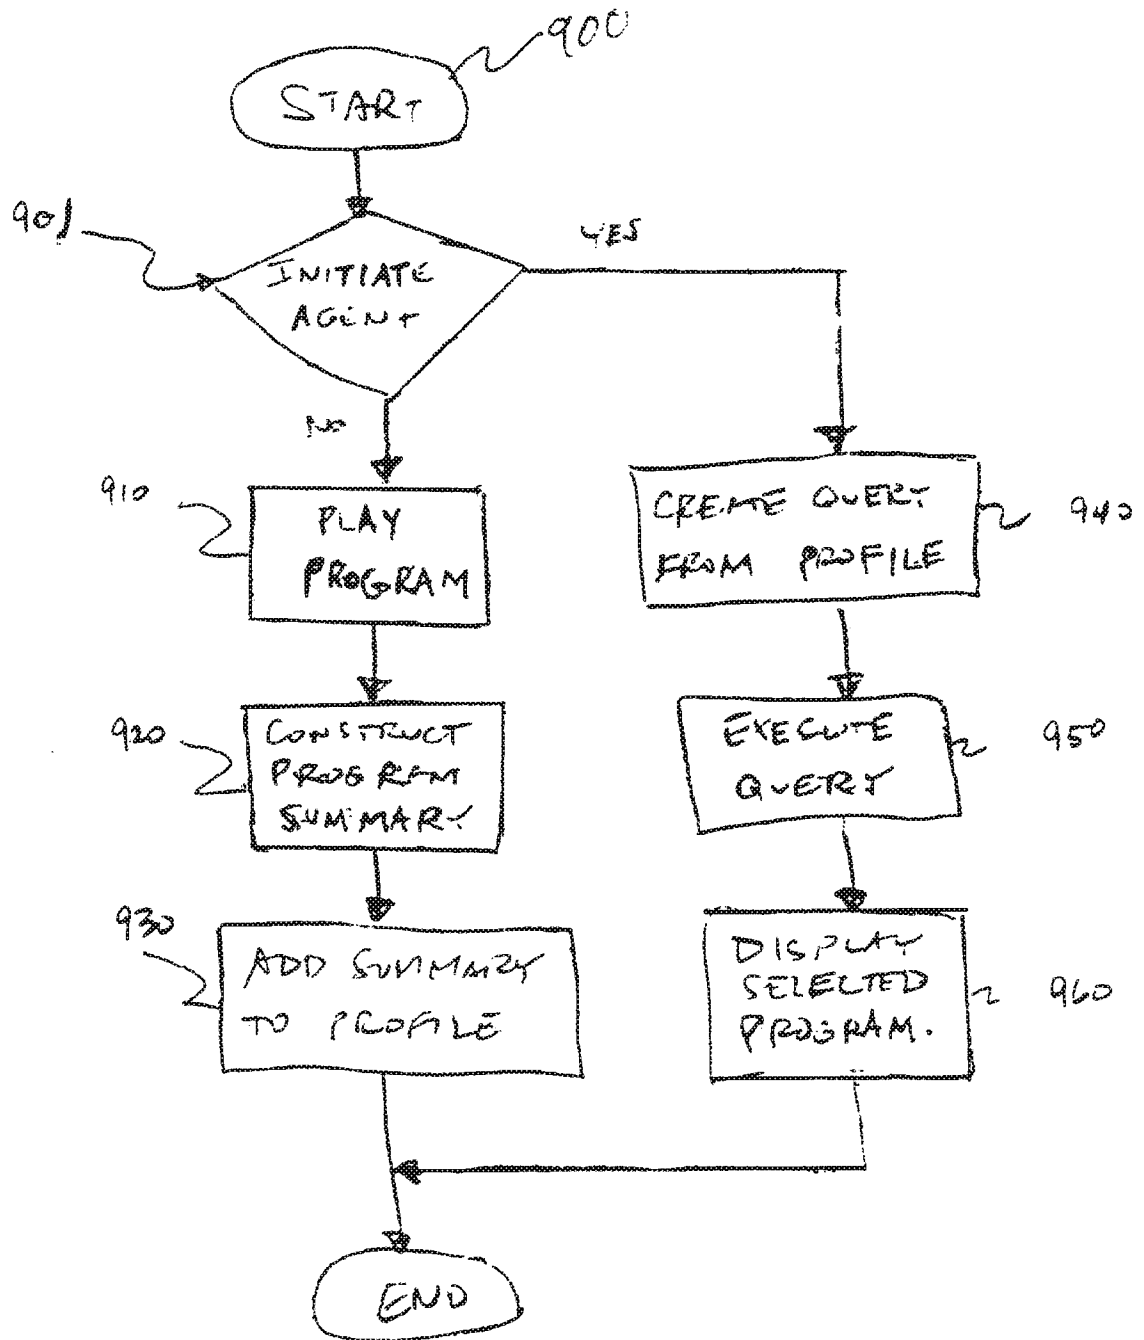 900
START
901
INITIATE
AGENT
YES
NO
910
PLAY
PROGRAM
CREATE QUERY
FROM PROFILE
940
920
CONSTRUCT
PROGRAM
SUMMARY
EXECUTE
QUERY
950
930
ADD SUMMARY
TO PROFILE
DISPLAY
SELECTED
PROGRAM.
960
END